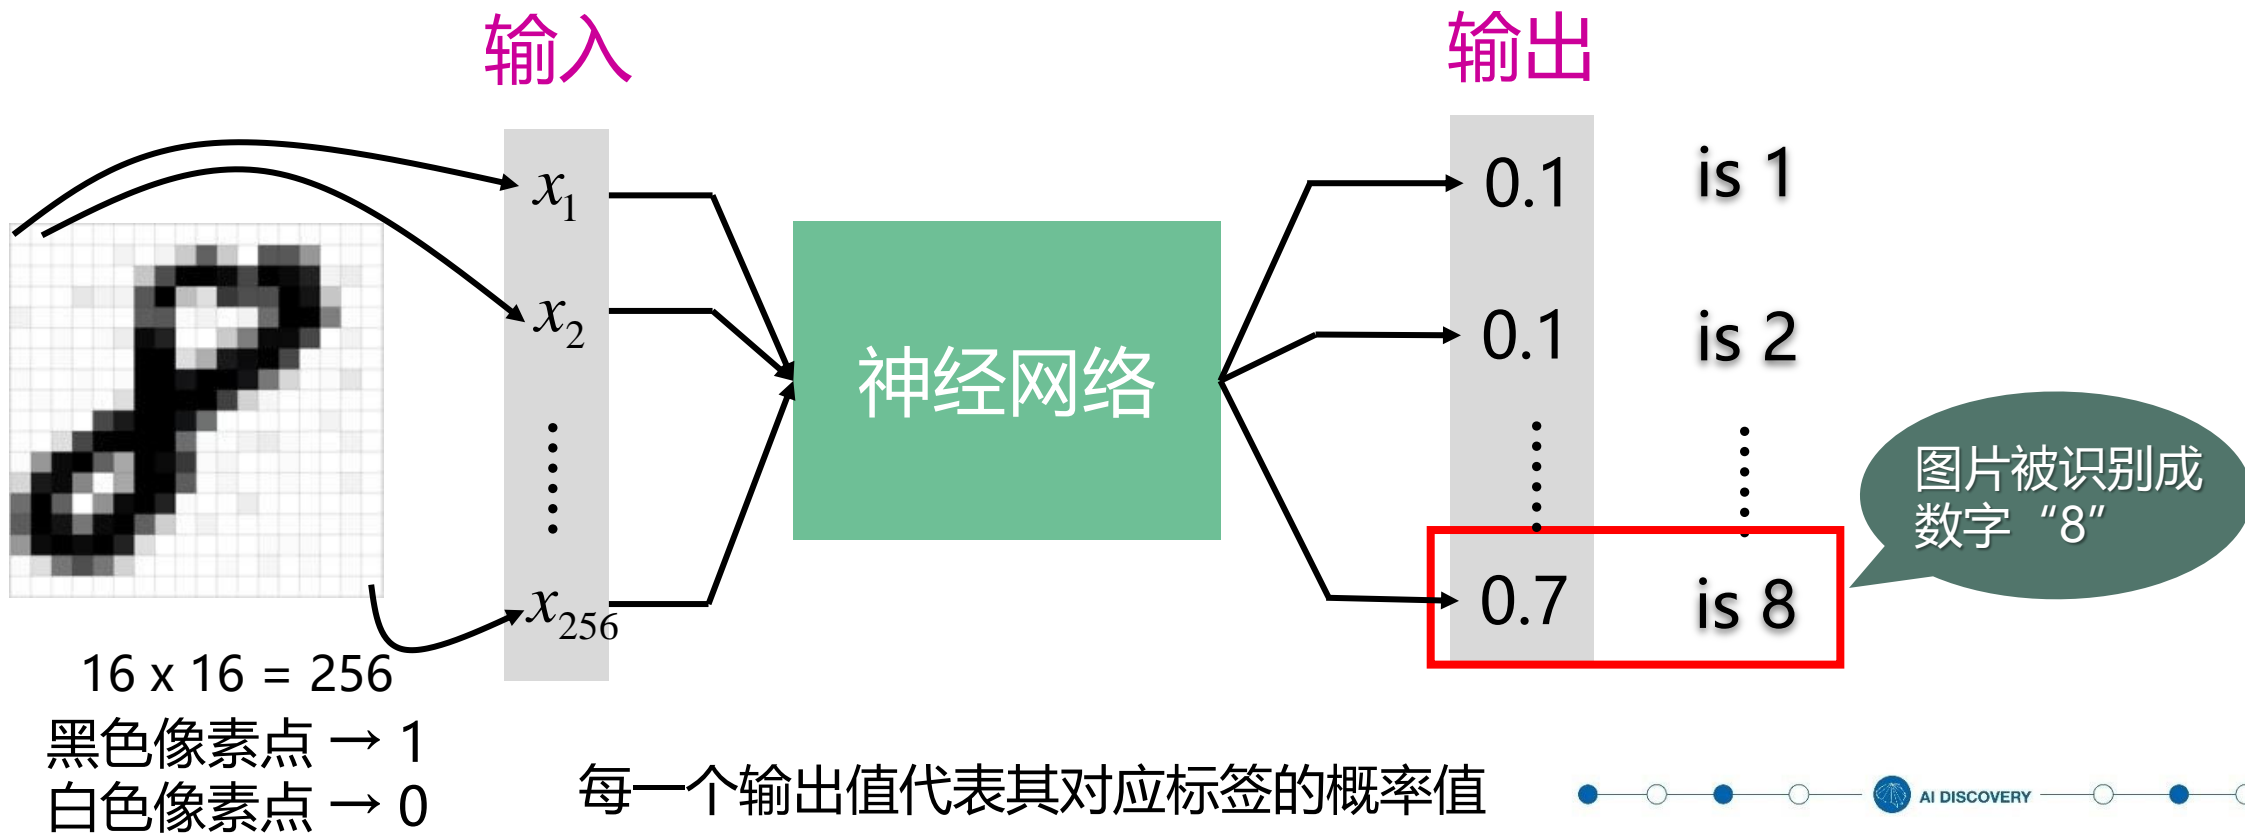 输入
输出
x₁
0.1
is 1
x₂
0.1
is 2
神经网络
图片被识别成
数字“8”
x₂₅₆
0.7
is 8
16 x 16 = 256
黑色像素点 → 1
白色像素点 → 0
每一个输出值代表其对应标签的概率值
AI DISCOVERY